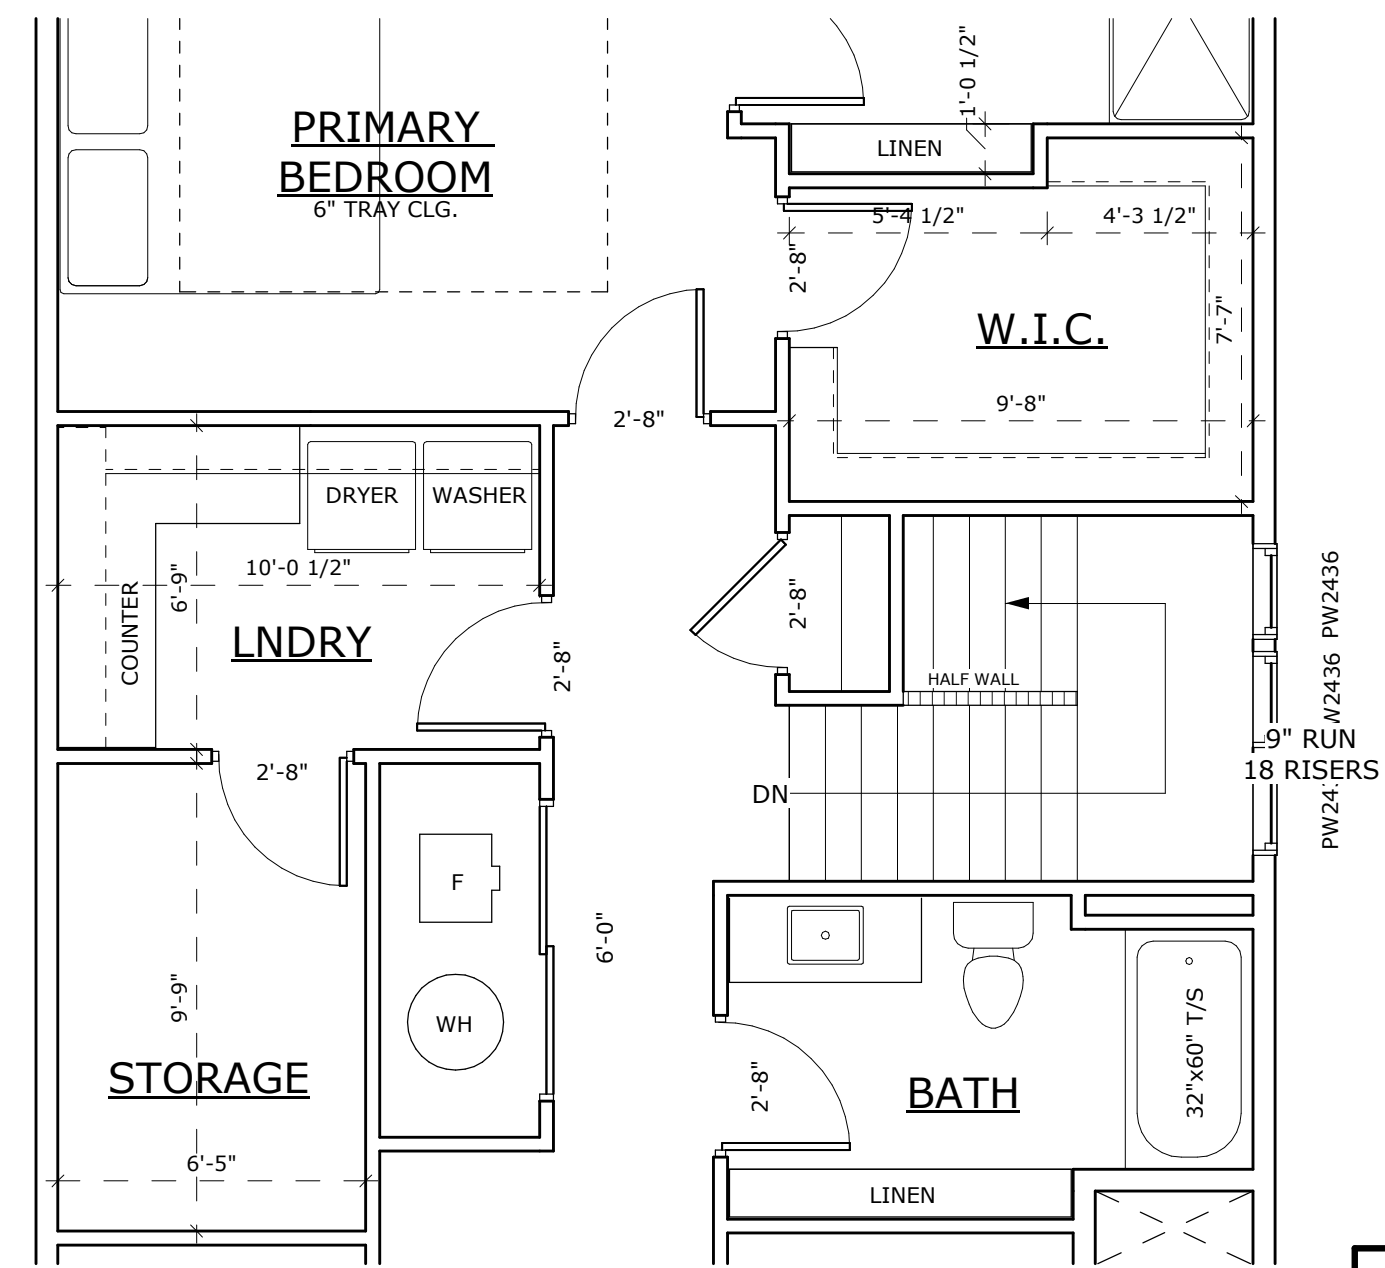 1'-0 1/2"
PRIMARY
BEDROOM
6" TRAY CLG.
LINEN
5'-4 1/2"
4'-3 1/2"
2'-8"
W.I.C.
7'-7"
9'-8"
2'-8"
DRYER
WASHER
10'-0 1/2"
6'-9"
COUNTER
LNDRY
2'-8"
2'-8"
HALF WALL
PW2436
2'-8"
DN
9" RUN
18 RISERS
F
6'-0"
9'-9"
WH
STORAGE
6'-5"
2'-8"
BATH
32"x60" T/S
LINEN